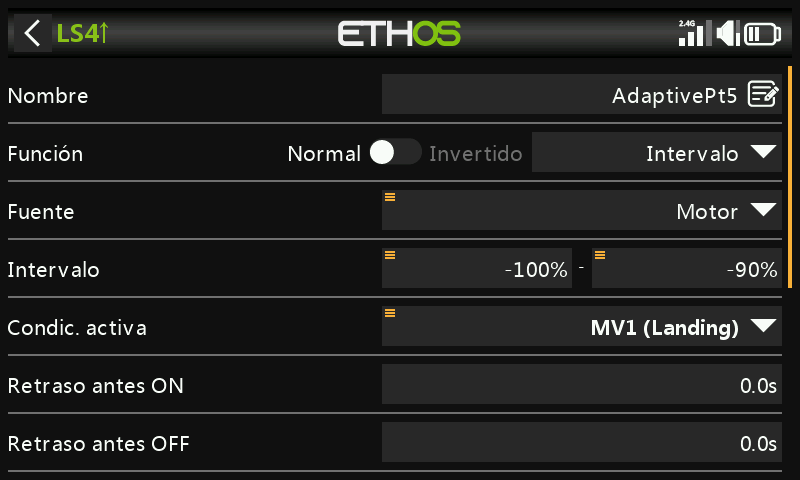 LS4↑ ETHOS 2.4G
Nombre AdaptivePt5
Función Normal Invertido Intervalo
Fuente Motor
Intervalo -100% - -90%
Condic. activa MV1 (Landing)
Retraso antes ON 0.0s
Retraso antes OFF 0.0s